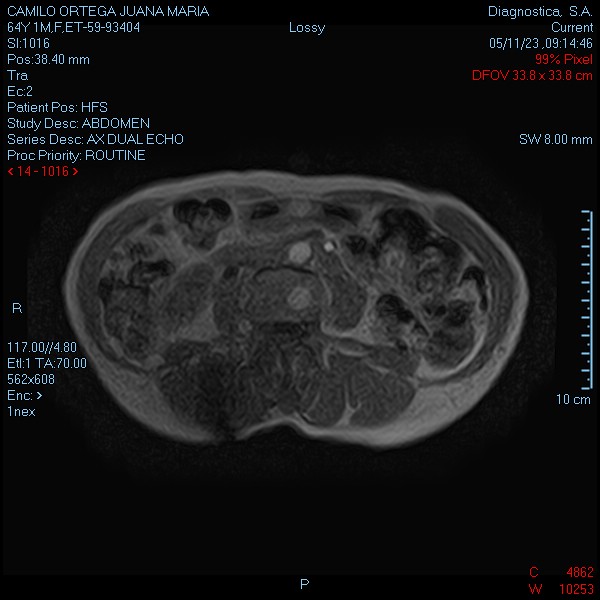 CAMILO ORTEGA JUANA MARIA
64Y 1M,F,ET-59-93404
SI:1016
Pos:38.40 mm
Tra
Ec:2
Patient Pos: HFS
Study Desc: ABDOMEN
Series Desc: AX DUAL ECHO
Proc Priority: ROUTINE
< 14 - 1016 >
Lossy
Diagnostica, S.A.
Current
05/11/23 ,09:14:46
99% Pixel
DFOV 33.8 x 33.8 cm
SW 8.00 mm
R
117.00//4.80
Etl:1 TA:70.00
562x608
Enc: >
1nex
10 cm
P
C 4862
W 10253